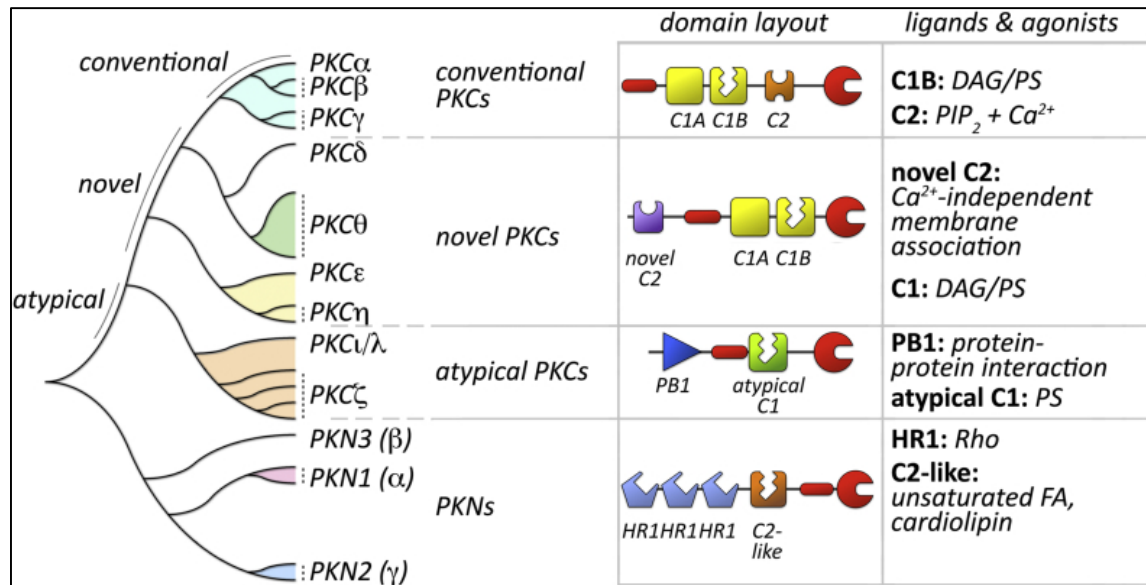 domain layout
ligands & agonists
conventional
novel
atypical
PKCα
PKCβ
PKCγ
PKCδ
PKCθ
PKCε
PKCη
PKCι/λ
PKCζ
PKN3 (β)
PKN1 (α)
PKN2 (γ)
conventional
PKCs
C1A C1B C2
C1B: DAG/PS
C2: PIP₂ + Ca²⁺
novel PKCs
novel
C2
C1A C1B
novel C2:
Ca²⁺-independent
membrane
association
C1: DAG/PS
atypical PKCs
PB1
atypical
C1
PB1: protein-
protein interaction
atypical C1: PS
PKNs
HR1HR1HR1 C2-
like
HR1: Rho
C2-like:
unsaturated FA,
cardiolipin